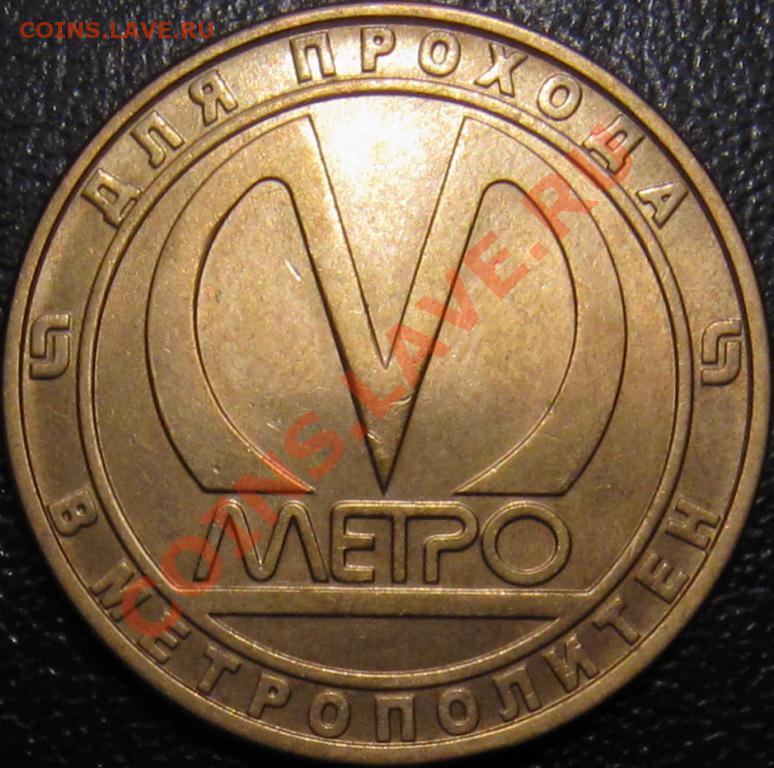 COINS.LAVE.RU
ДЛЯ ПРОХОДА
МЕТРО
В МЕТРОПОЛИТЕН
COINS.LAVE.RU